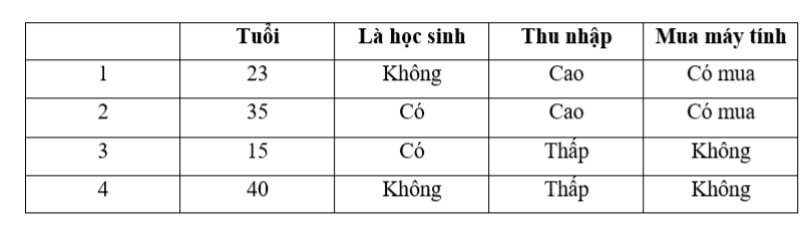 Tuổi Là học sinh Thu nhập Mua máy tính
1 23 Không Cao Có mua
2 35 Có Cao Có mua
3 15 Có Thấp Không
4 40 Không Thấp Không